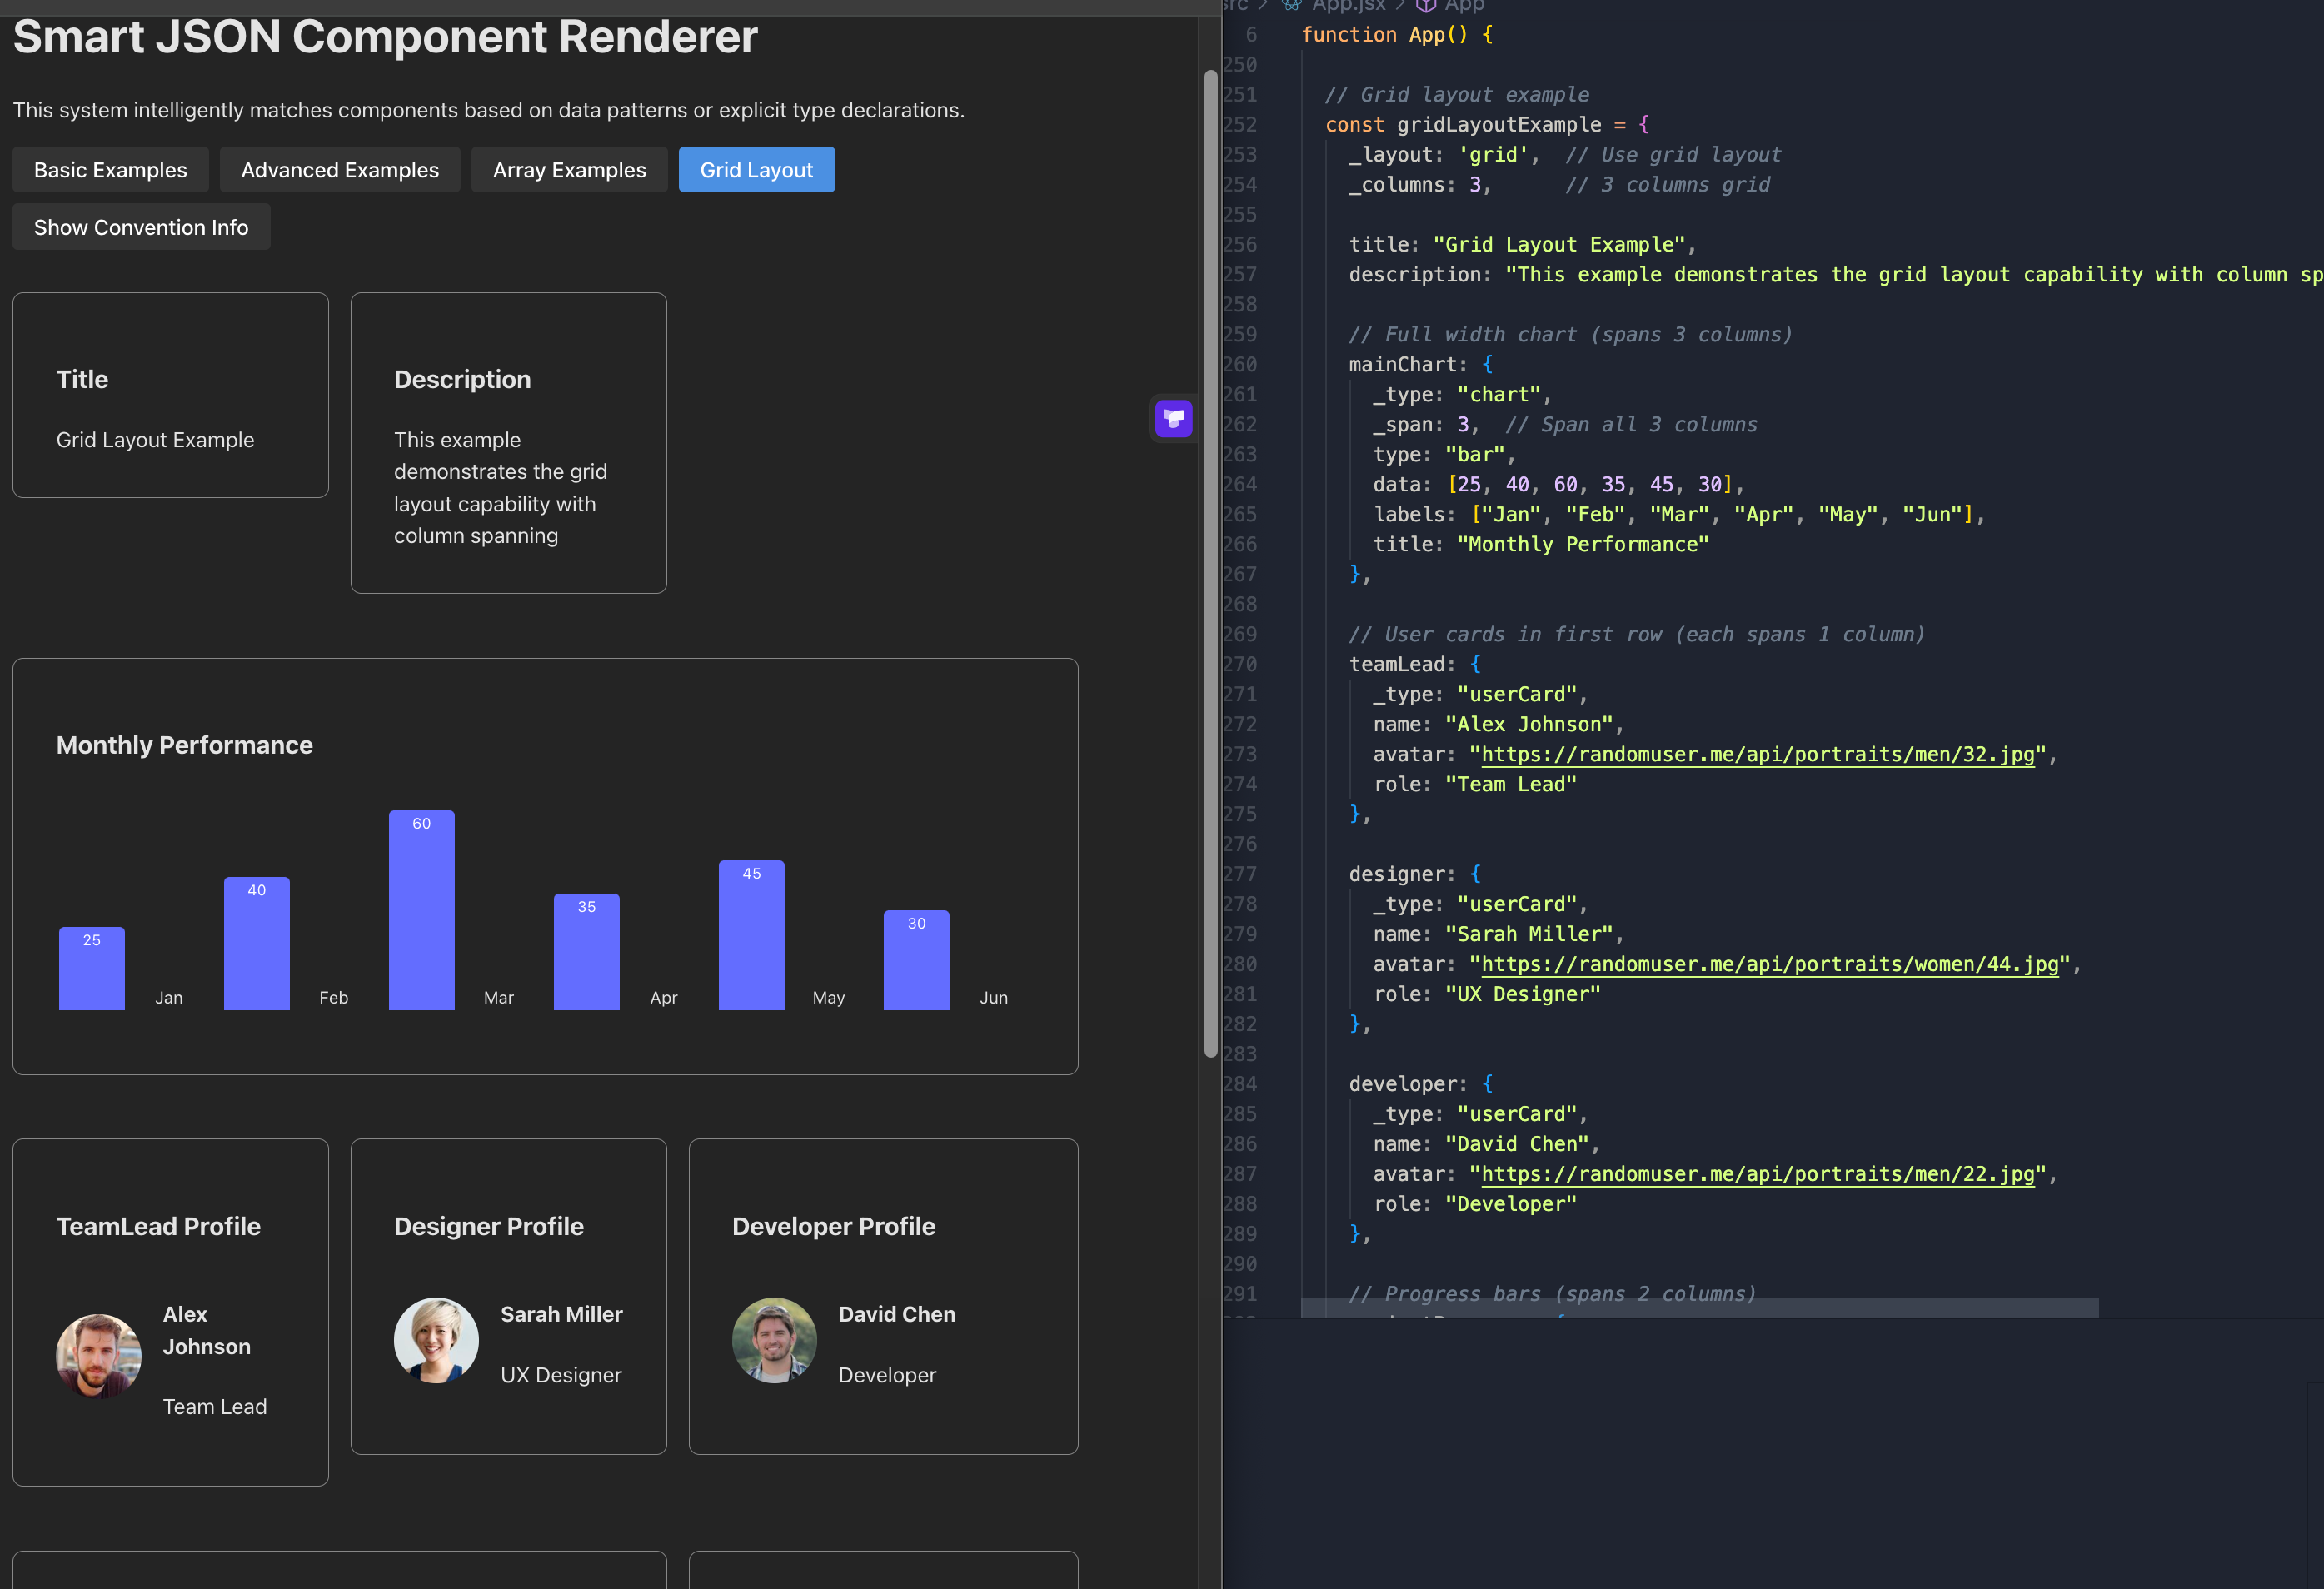 Smart JSON Component Renderer
This system intelligently matches components based on data patterns or explicit type declarations.
Basic Examples
Advanced Examples
Array Examples
Grid Layout
Show Convention Info
Title
Grid Layout Example
Description
This example
demonstrates the grid
layout capability with
column spanning
Monthly Performance
25
40
60
35
45
30
Jan
Feb
Mar
Apr
May
Jun
TeamLead Profile
Alex
Johnson
Team Lead
Designer Profile
Sarah Miller
UX Designer
Developer Profile
David Chen
Developer
src > App.jsx > App
6 function App() {
250
251 // Grid layout example
252 const gridLayoutExample = {
253 _layout: 'grid', // Use grid layout
254 _columns: 3, // 3 columns grid
255
256 title: "Grid Layout Example",
257 description: "This example demonstrates the grid layout capability with column sp
258
259 // Full width chart (spans 3 columns)
260 mainChart: {
261 _type: "chart",
262 _span: 3, // Span all 3 columns
263 type: "bar",
264 data: [25, 40, 60, 35, 45, 30],
265 labels: ["Jan", "Feb", "Mar", "Apr", "May", "Jun"],
266 title: "Monthly Performance"
267 },
268
269 // User cards in first row (each spans 1 column)
270 teamLead: {
271 _type: "userCard",
272 name: "Alex Johnson",
273 avatar: "https://randomuser.me/api/portraits/men/32.jpg",
274 role: "Team Lead"
275 },
276
277 designer: {
278 _type: "userCard",
279 name: "Sarah Miller",
280 avatar: "https://randomuser.me/api/portraits/women/44.jpg",
281 role: "UX Designer"
282 },
283
284 developer: {
285 _type: "userCard",
286 name: "David Chen",
287 avatar: "https://randomuser.me/api/portraits/men/22.jpg",
288 role: "Developer"
289 },
290
291 // Progress bars (spans 2 columns)